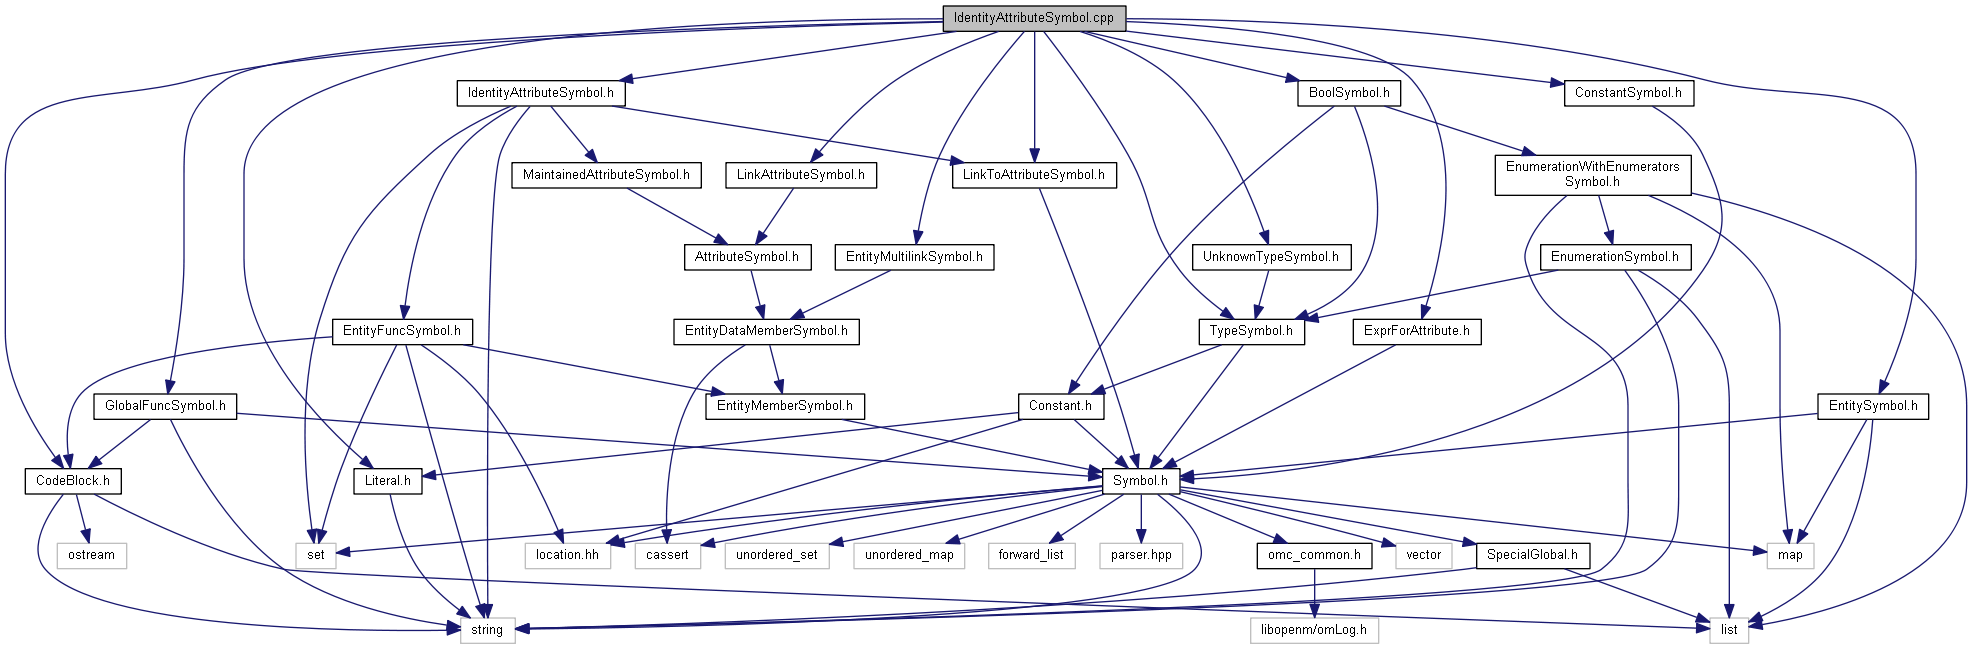 IdentityAttributeSymbol.cpp
IdentityAttributeSymbol.h
BoolSymbol.h
ConstantSymbol.h
MaintainedAttributeSymbol.h
LinkAttributeSymbol.h
LinkToAttributeSymbol.h
EnumerationWithEnumerators
Symbol.h
AttributeSymbol.h
EntityMultilinkSymbol.h
UnknownTypeSymbol.h
EnumerationSymbol.h
EntityFuncSymbol.h
EntityDataMemberSymbol.h
TypeSymbol.h
ExprForAttribute.h
GlobalFuncSymbol.h
EntityMemberSymbol.h
Constant.h
EntitySymbol.h
CodeBlock.h
Literal.h
Symbol.h
ostream
set
location.hh
cassert
unordered_set
unordered_map
forward_list
parser.hpp
omc_common.h
vector
SpecialGlobal.h
map
string
libopenm/omLog.h
list